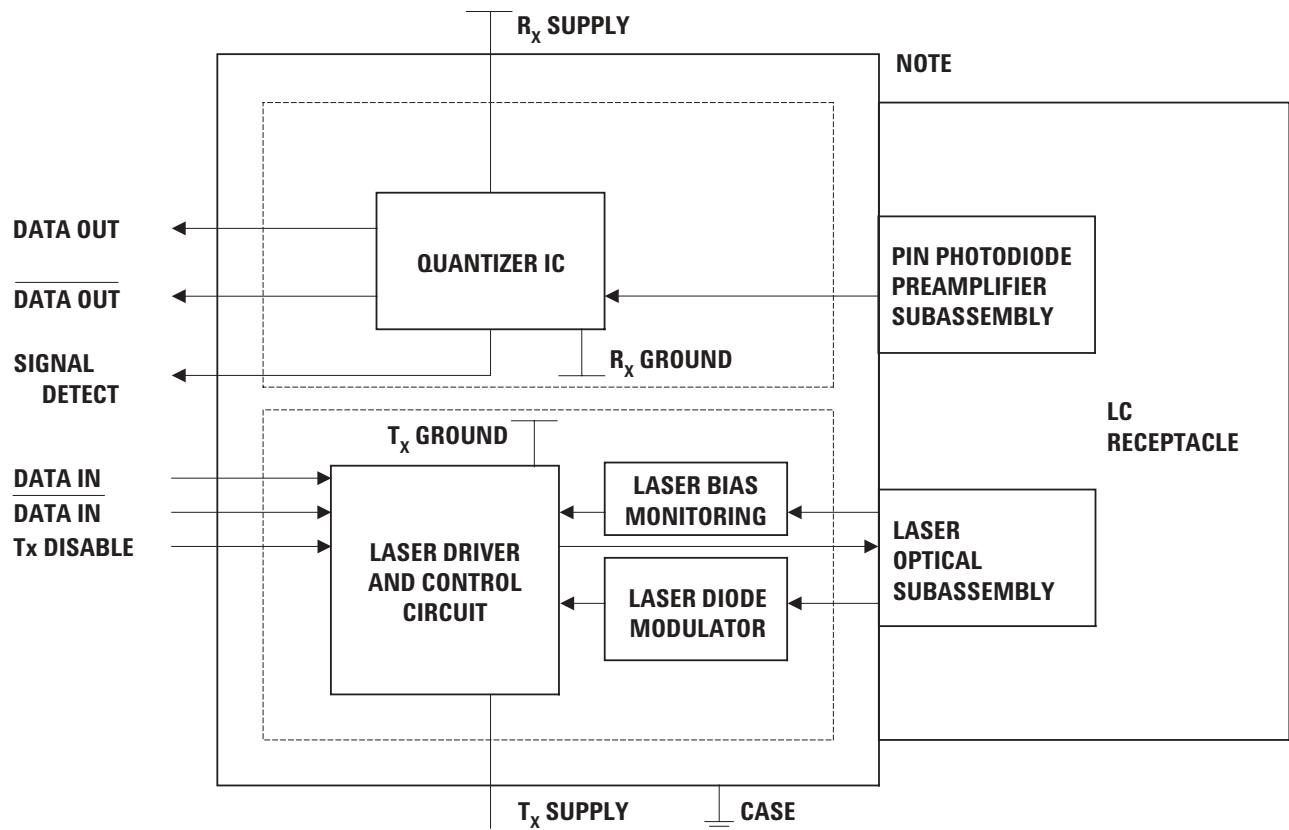 R_X SUPPLY
NOTE
DATA OUT
DATA OUT
SIGNAL
DETECT
QUANTIZER IC
R_X GROUND
PIN PHOTODIODE
PREAMPLIFIER
SUBASSEMBLY
LC
RECEPTACLE
T_X GROUND
DATA IN
DATA IN
Tx DISABLE
LASER DRIVER
AND CONTROL
CIRCUIT
LASER BIAS
MONITORING
LASER DIODE
MODULATOR
LASER
OPTICAL
SUBASSEMBLY
T_X SUPPLY
CASE